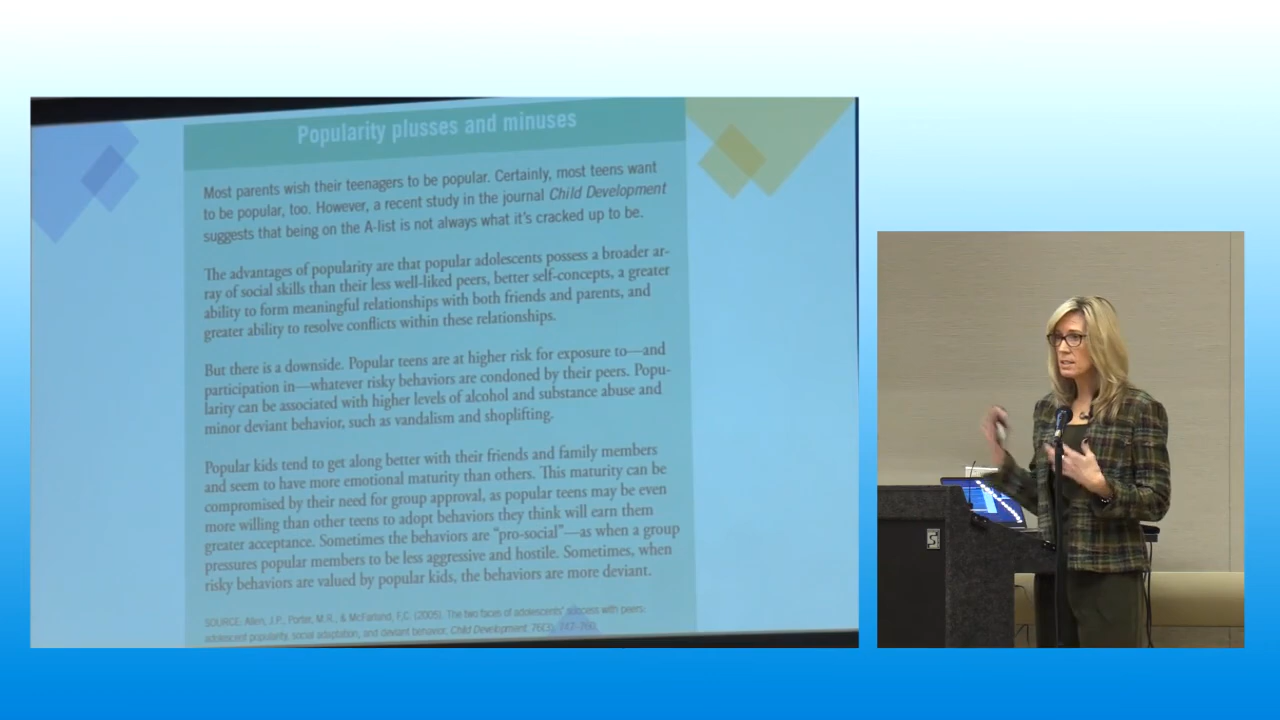 Popularity plusses and minuses
Most parents wish their teenagers to be popular. Certainly, most teens want
to be popular, too. However, a recent study in the journal Child Development
suggests that being on the A-list is not always what it's cracked up to be.
The advantages of popularity are that popular adolescents possess a broader ar-
ray of social skills than their less well-liked peers, better self-concepts, a greater
ability to form meaningful relationships with both friends and parents, and
greater ability to resolve conflicts within these relationships.
But there is a downside. Popular teens are at higher risk for exposure to—and
participation in—whatever risky behaviors are condoned by their peers. Popu-
larity can be associated with higher levels of alcohol and substance abuse and
minor deviant behavior, such as vandalism and shoplifting.
Popular kids tend to get along better with their friends and family members
and seem to have more emotional maturity than others. This maturity can be
compromised by their need for group approval, as popular teens may be even
more willing than other teens to adopt behaviors they think will earn them
greater acceptance. Sometimes the behaviors are “pro-social”—as when a group
pressures popular members to be less aggressive and hostile. Sometimes, when
risky behaviors are valued by popular kids, the behaviors are more deviant.
SOURCE: Allen, J.P., Porter, M.R., & McFarland, F.C. (2005). The two faces of adolescents' success with peers:
adolescent popularity, social adaptation, and deviant behavior. Child Development. 76(3), 747-760.